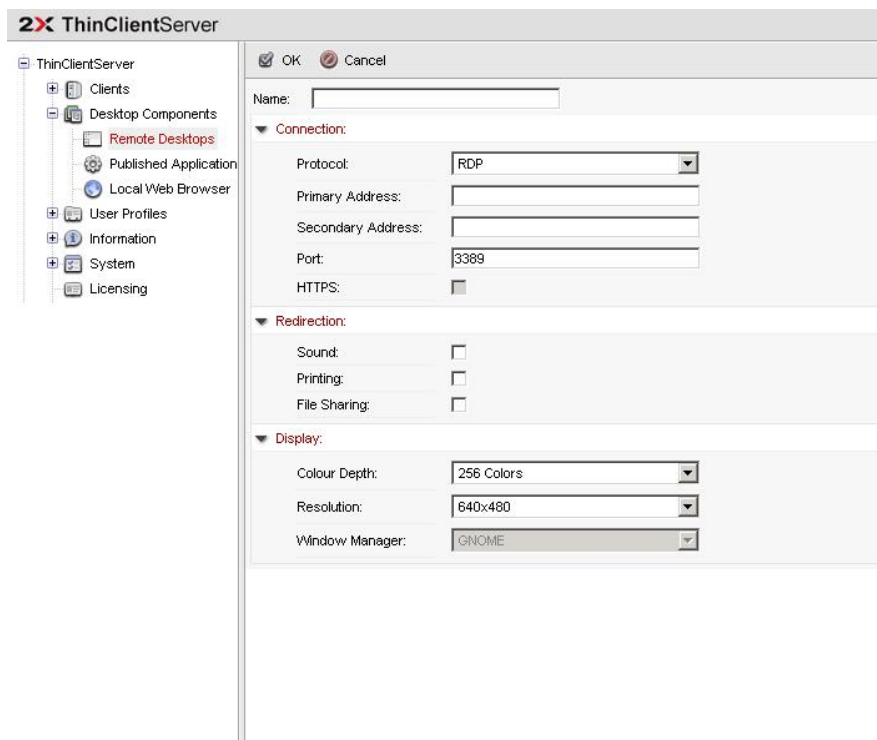 2X ThinClientServer
ThinClientServer
Clients
Desktop Components
Remote Desktops
Published Application
Local Web Browser
User Profiles
Information
System
Licensing
OK Cancel
Name:
Connection:
Protocol: RDP
Primary Address:
Secondary Address:
Port: 3389
HTTPS:
Redirection:
Sound:
Printing:
File Sharing:
Display:
Colour Depth: 256 Colors
Resolution: 640x480
Window Manager: GNOME